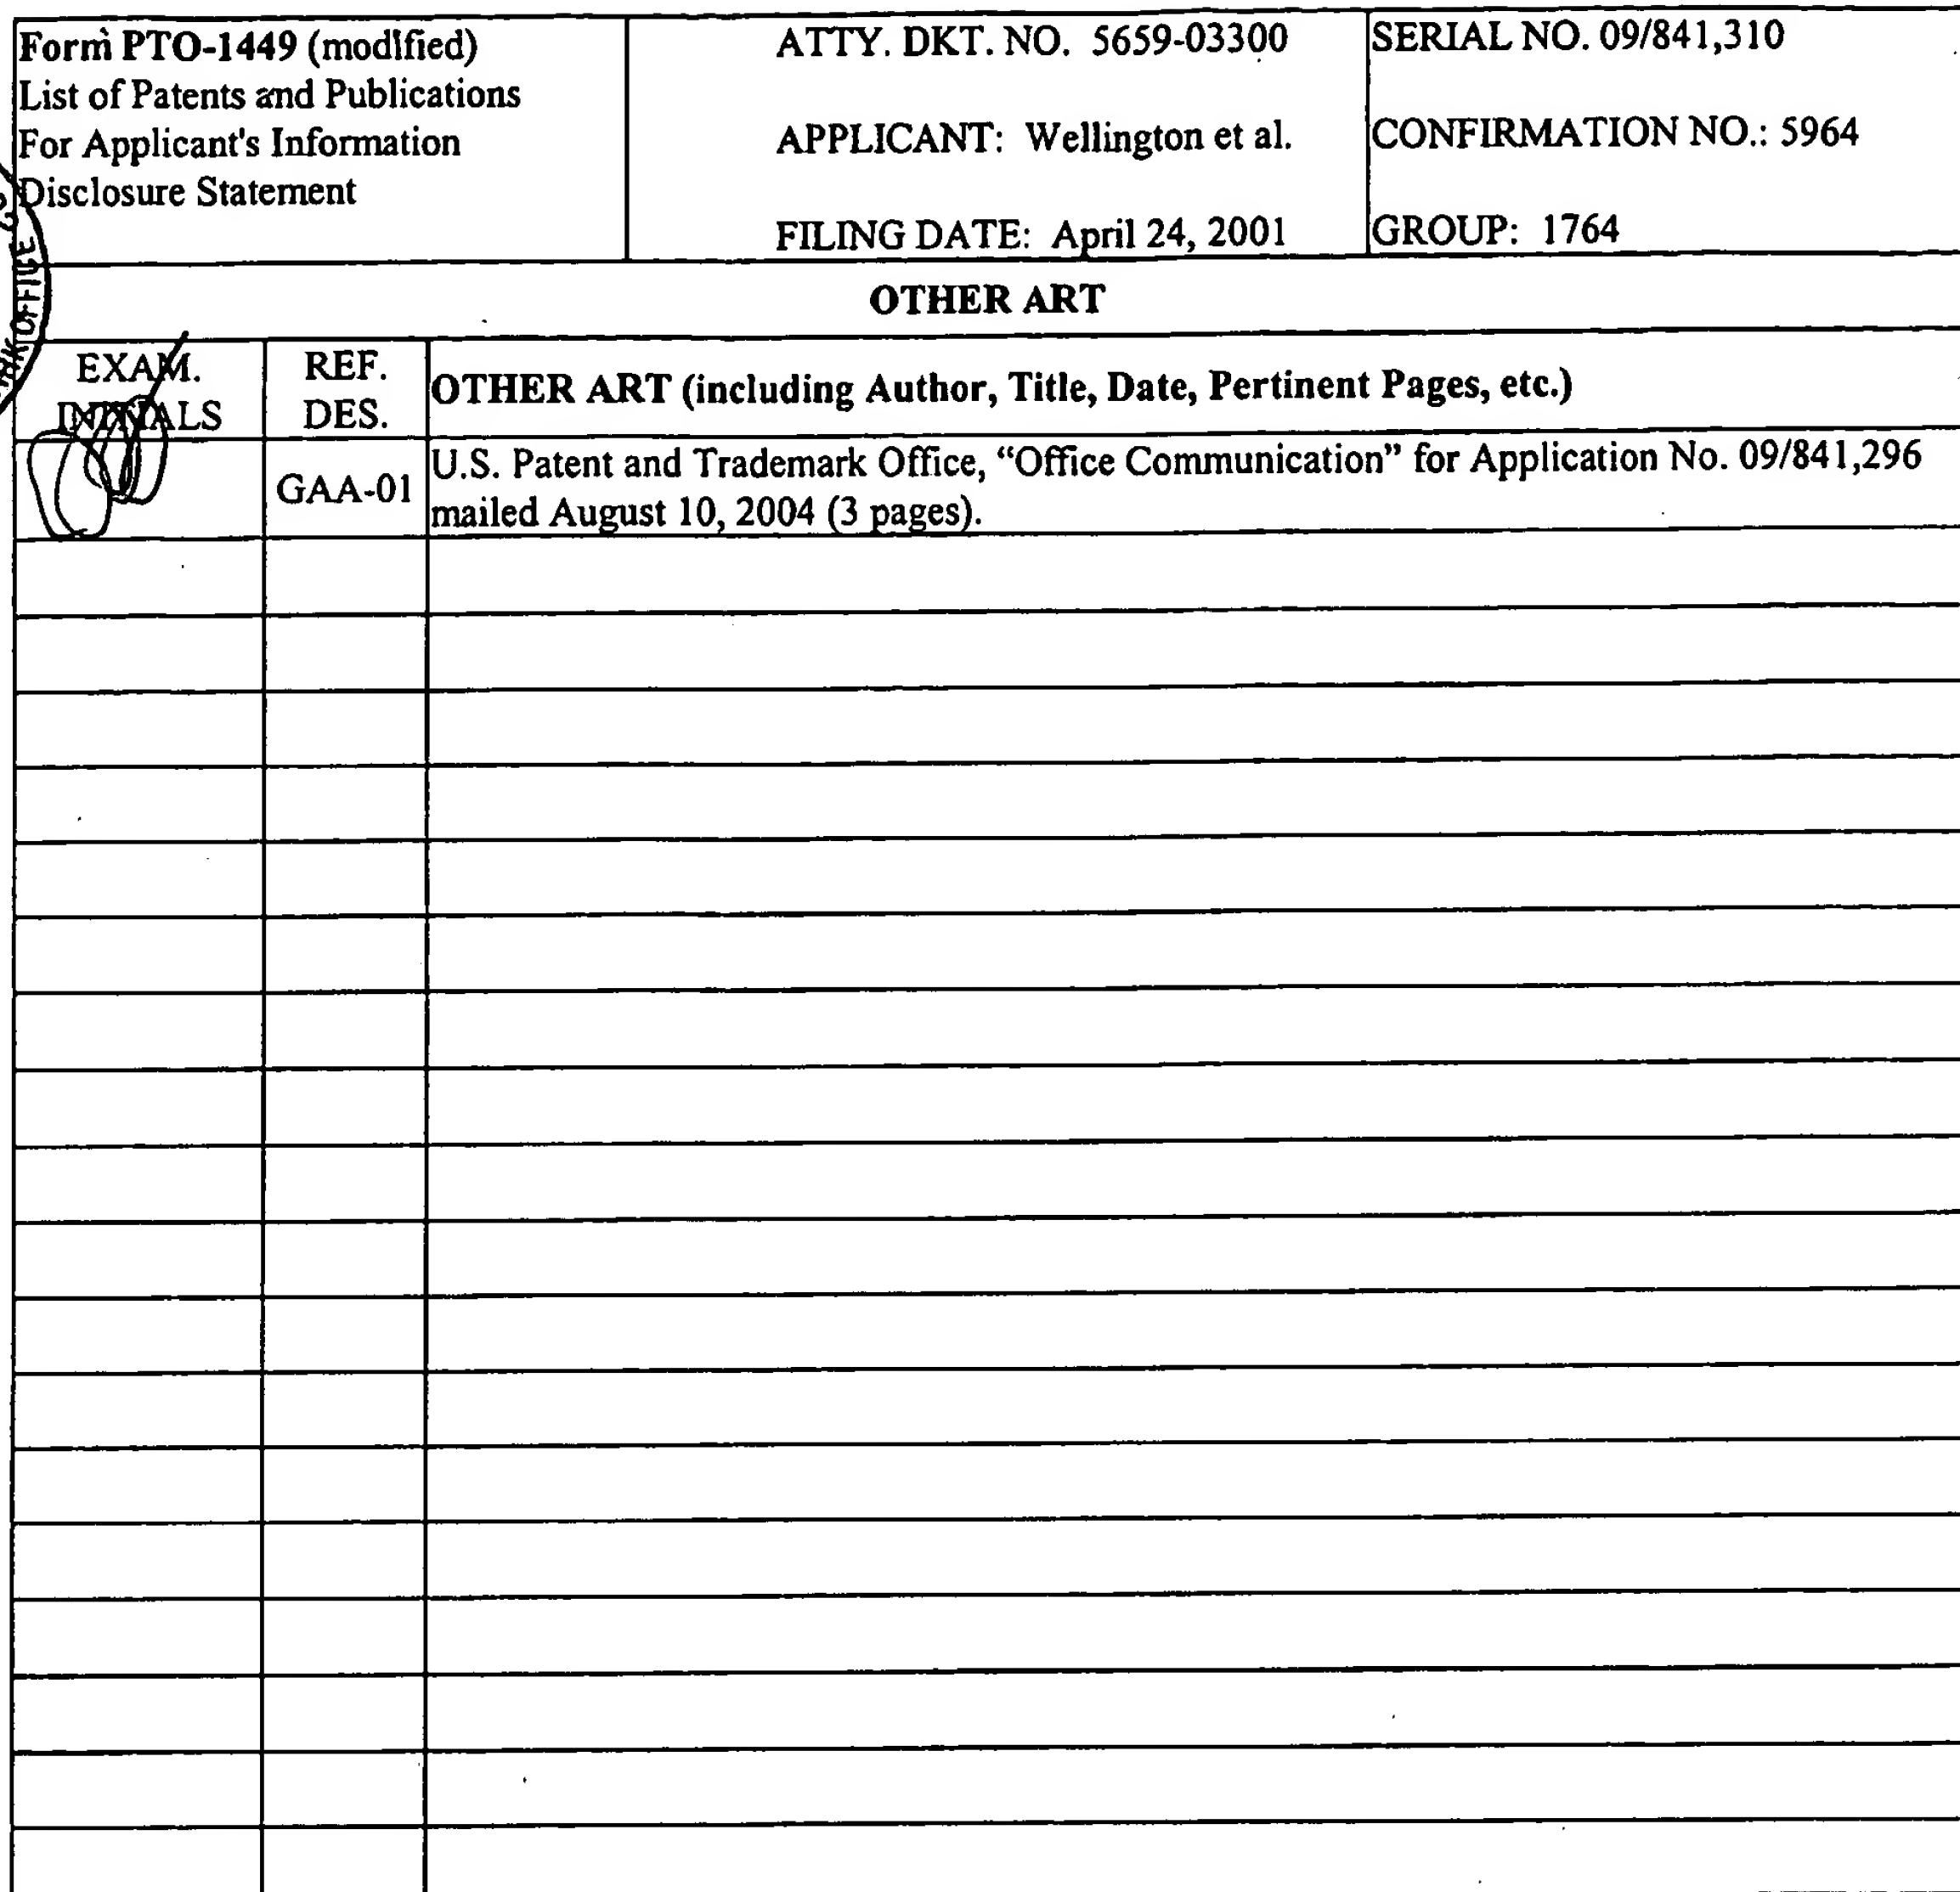 Form PTO-1449 (modified)
List of Patents and Publications
For Applicant's Information
Disclosure Statement
ATTY. DKT. NO. 5659-03300
APPLICANT: Wellington et al.
FILING DATE: April 24, 2001
SERIAL NO. 09/841,310
CONFIRMATION NO.: 5964
GROUP: 1764
OFFICE
OTHER ART
EXAM.
INITIALS
REF.
DES.
OTHER ART (including Author, Title, Date, Pertinent Pages, etc.)
GAA-01
U.S. Patent and Trademark Office, “Office Communication” for Application No. 09/841,296
mailed August 10, 2004 (3 pages).